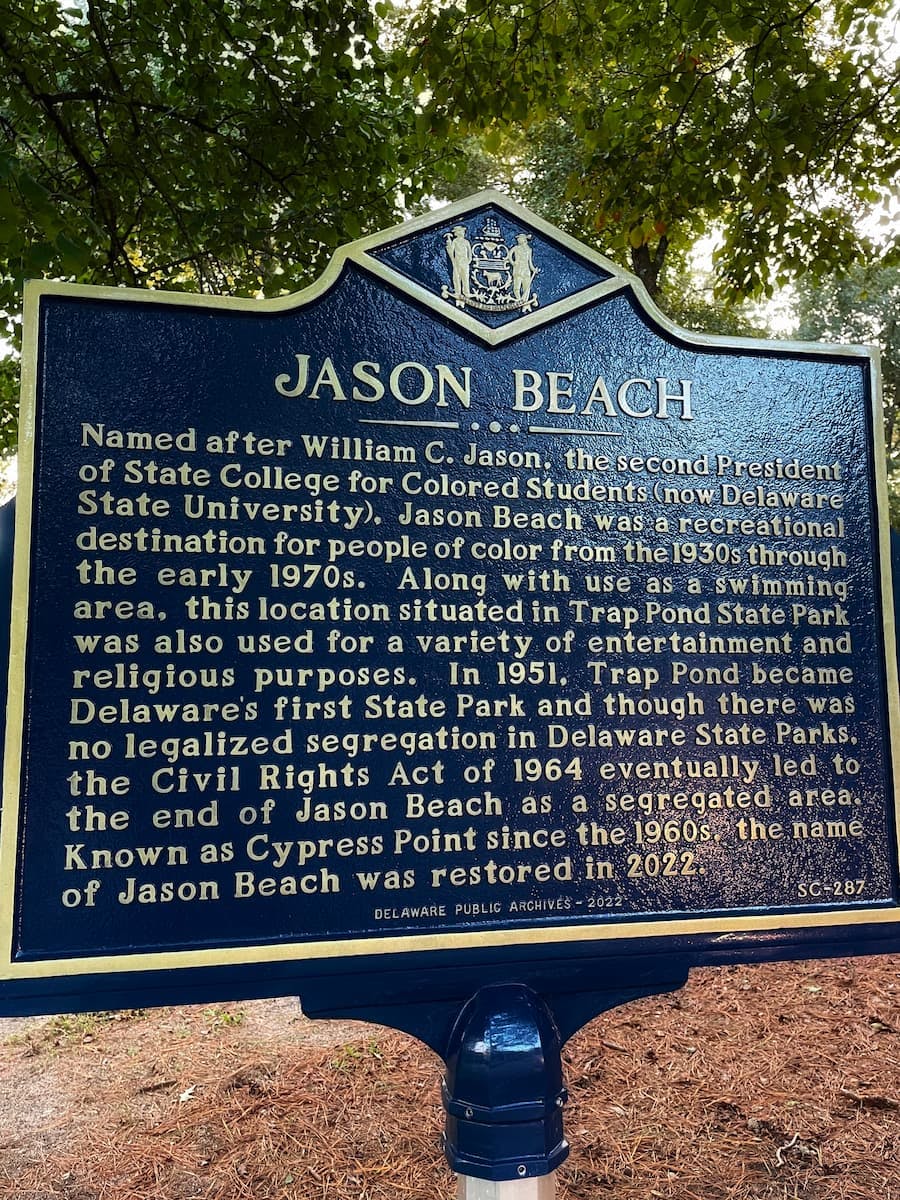 JASON BEACH
Named after William C. Jason, the second President
of State College for Colored Students (now Delaware
State University), Jason Beach was a recreational
destination for people of color from the 1930s through
the early 1970s. Along with use as a swimming
area, this location situated in Trap Pond State Park
was also used for a variety of entertainment and
religious purposes. In 1951, Trap Pond became
Delaware's first State Park and though there was
no legalized segregation in Delaware State Parks,
the Civil Rights Act of 1964 eventually led to
the end of Jason Beach as a segregated area.
Known as Cypress Point since the 1960s, the name
of Jason Beach was restored in 2022.
DELAWARE PUBLIC ARCHIVES - 2022
SC-287